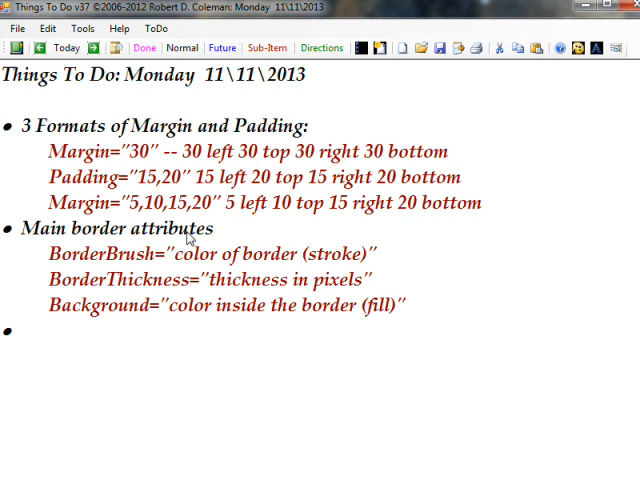 Things To Do v37 ©2006-2012 Robert D. Coleman: Monday 11\11\2013
File Edit Tools Help ToDo
Today Done Normal Future Sub-Item Directions
Things To Do: Monday 11\11\2013
• 3 Formats of Margin and Padding:
Margin="30" -- 30 left 30 top 30 right 30 bottom
Padding="15,20" 15 left 20 top 15 right 20 bottom
Margin="5,10,15,20" 5 left 10 top 15 right 20 bottom
• Main border attributes
BorderBrush="color of border (stroke)"
BorderThickness="thickness in pixels"
Background="color inside the border (fill)"
•